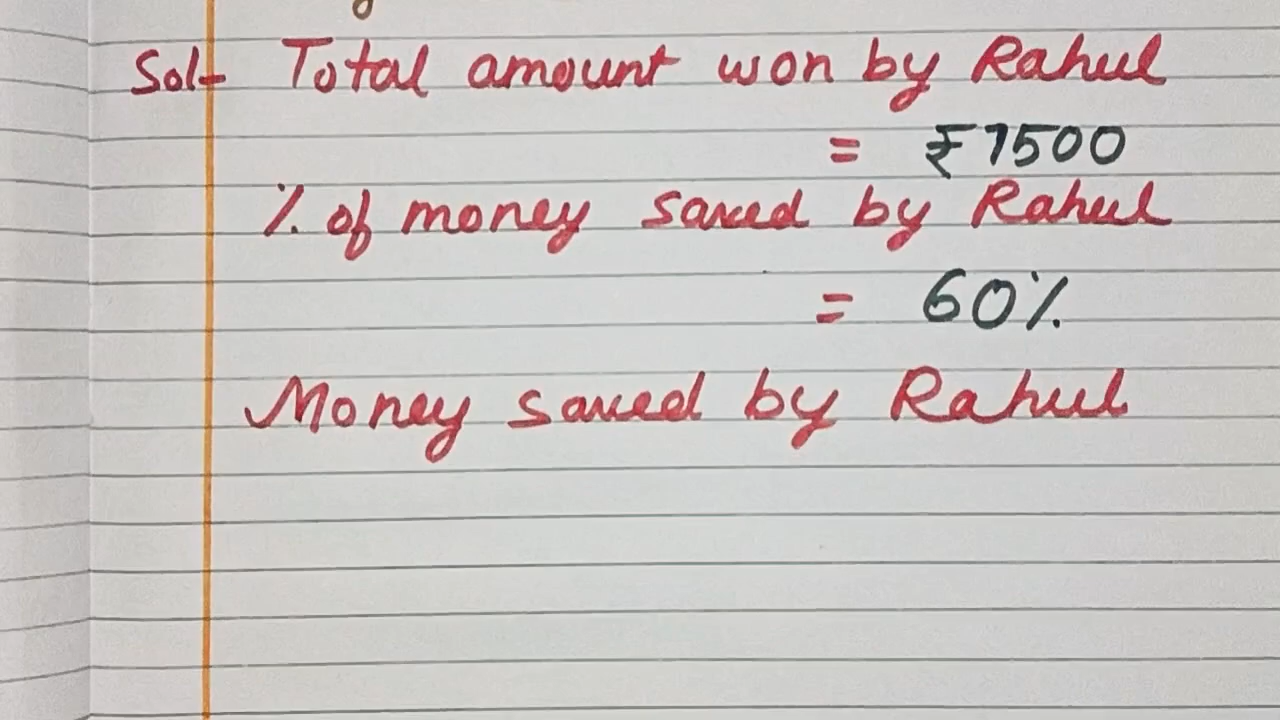 Sol- Total amount won by Rahul
= ₹7500
% of money saved by Rahul
= 60%
Money saved by Rahul